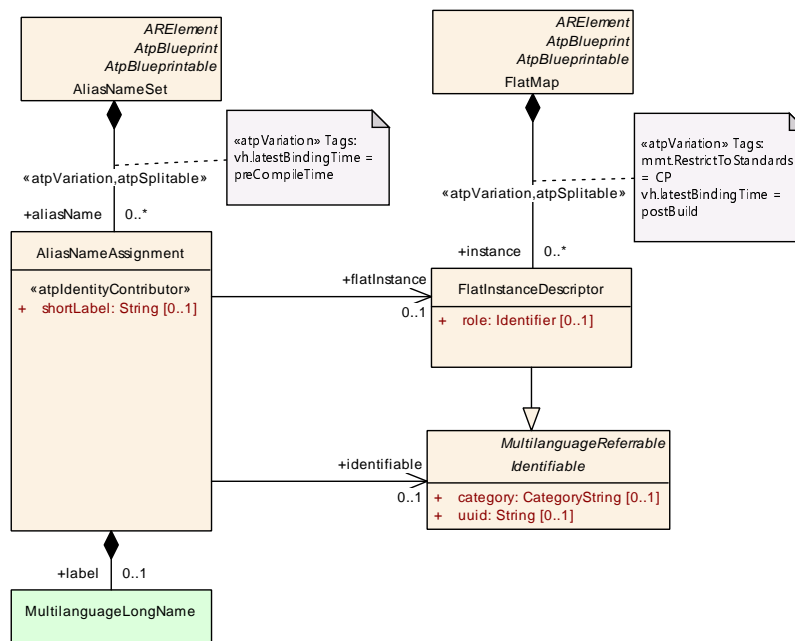 ARElement
AtpBlueprint
AtpBlueprintable
AliasNameSet
ARElement
AtpBlueprint
AtpBlueprintable
FlatMap
«atpVariation» Tags:
vh.latestBindingTime =
preCompileTime
«atpVariation» Tags:
mmt.RestrictToStandards
= CP
vh.latestBindingTime =
postBuild
«atpVariation,atpSplitable»
«atpVariation,atpSplitable»
+aliasName 0..*
+instance 0..*
AliasNameAssignment
«atpIdentityContributor»
+ shortLabel: String [0..1]
+flatInstance
0..1
FlatInstanceDescriptor
+ role: Identifier [0..1]
+identifiable
0..1
MultilanguageReferrable
Identifiable
+ category: CategoryString [0..1]
+ uuid: String [0..1]
+label 0..1
MultilanguageLongName